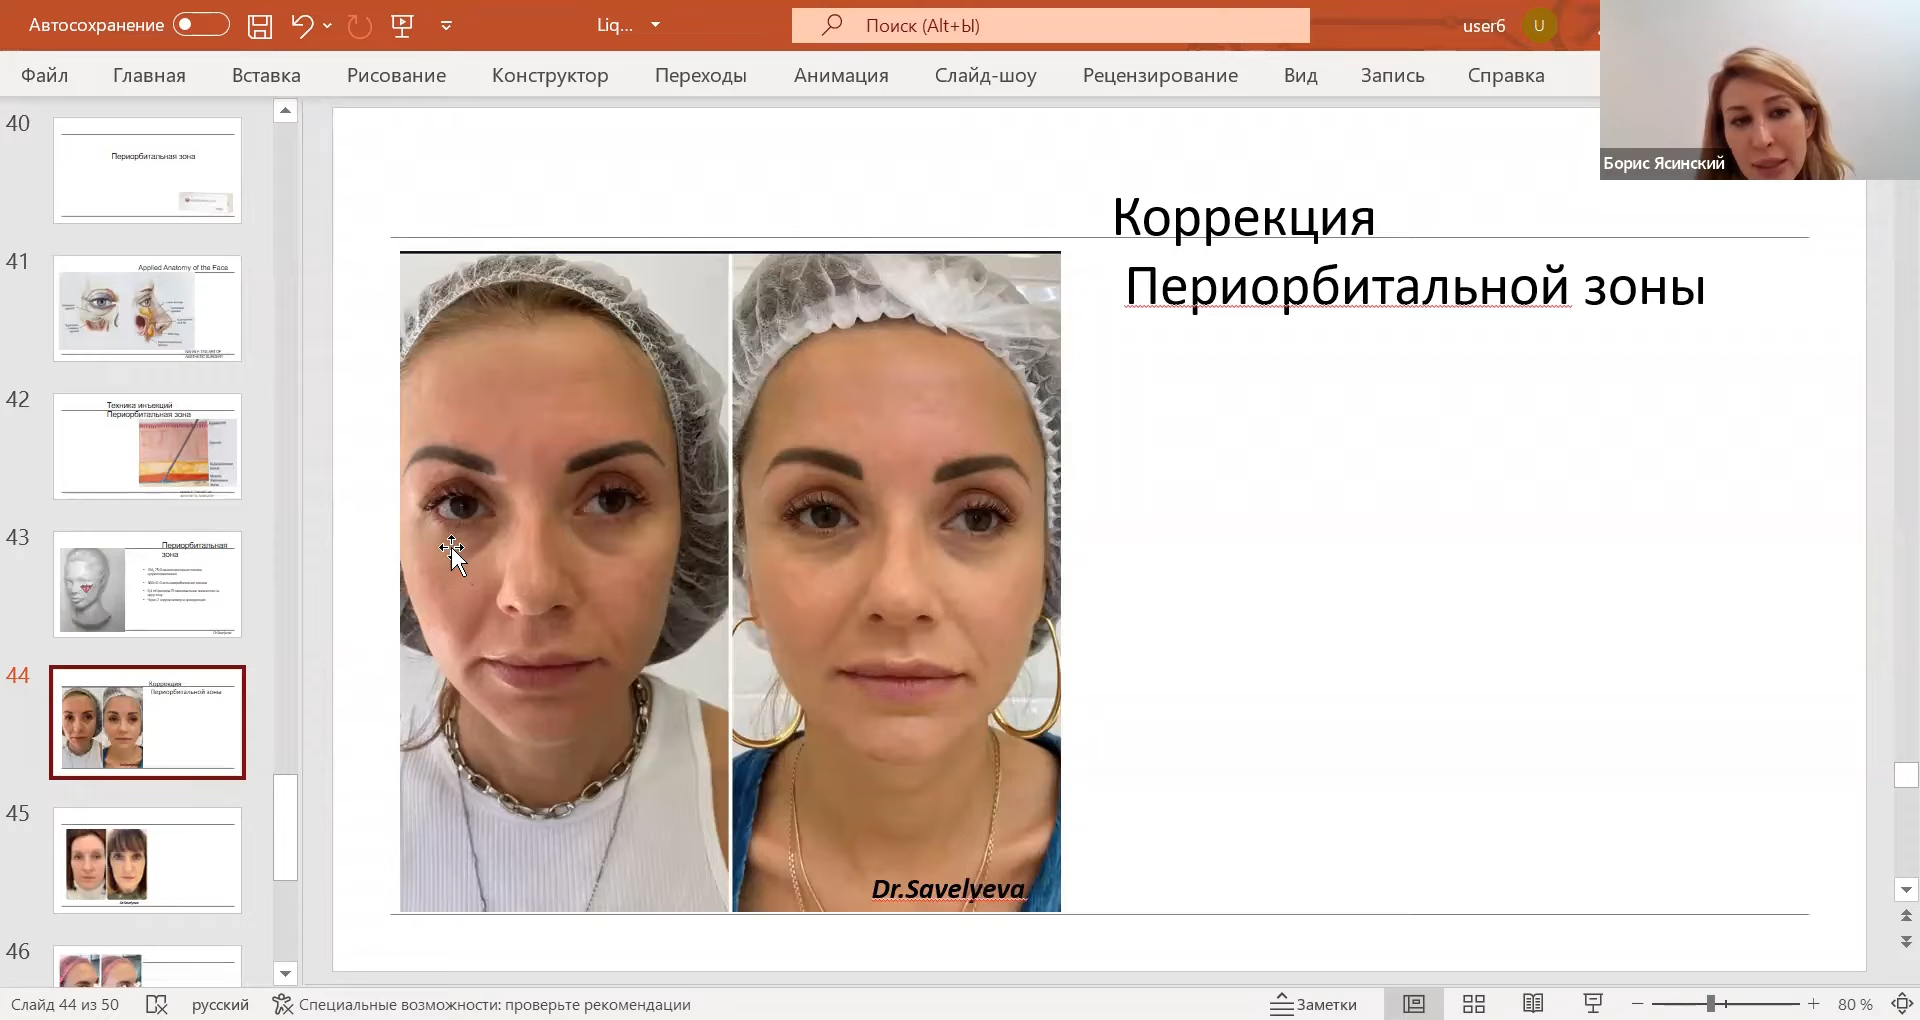 Автосохранение
Liq...
Поиск (Alt+Ы)
user6
U
Файл
Главная
Вставка
Рисование
Конструктор
Переходы
Анимация
Слайд-шоу
Рецензирование
Вид
Запись
Справка
Борис Ясинский
40
Периорбитальная зона
41
Applied Anatomy of the Face
42
Техника инъекций
Периорбитальная зона
43
Периорбитальная
зона
44
Коррекция
Периорбитальной зоны
45
46
Коррекция
Периорбитальной зоны
Dr.Savelyeva
Слайд 44 из 50
русский
Специальные возможности: проверьте рекомендации
Заметки
80 %